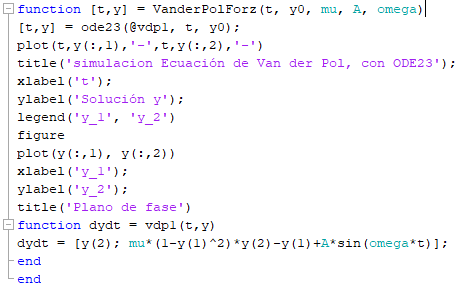 function [t,y] = VanderPolForz(t, y0, mu, A, omega)
[t,y] = ode23(@vdp1, t, y0);
plot(t,y(:,1),'-',t,y(:,2),'-')
title('simulacion Ecuación de Van der Pol, con ODE23');
xlabel('t');
ylabel('Solución y');
legend('y_1', 'y_2')
figure
plot(y(:,1), y(:,2))
xlabel('y_1');
ylabel('y_2');
title('Plano de fase')
function dydt = vdp1(t,y)
dydt = [y(2); mu*(1-y(1)^2)*y(2)-y(1)+A*sin(omega*t)];
end
end